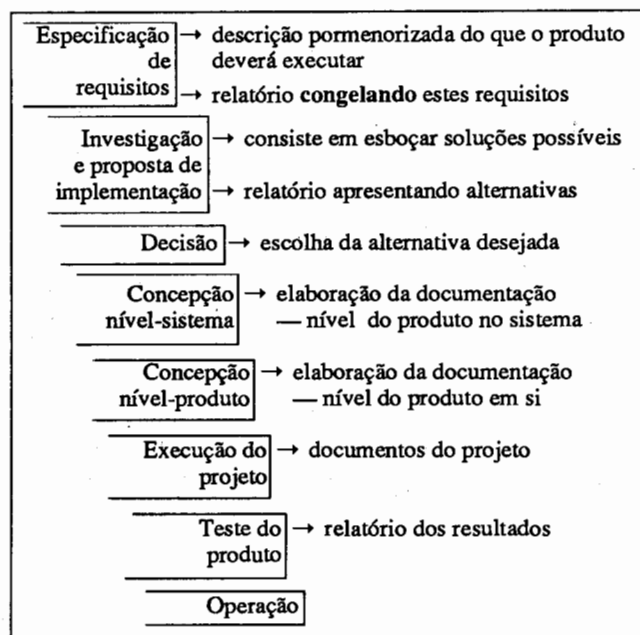 Especificação → descrição pormenorizada do que o produto
de deverá executar
requisitos → relatório congelando estes requisitos
Investigação → consiste em esboçar soluções possíveis
e proposta de
implementação → relatório apresentando alternativas
Decisão → escolha da alternativa desejada
Concepção → elaboração da documentação
nível-sistema — nível do produto no sistema
Concepção → elaboração da documentação
nível-produto — nível do produto em si
Execução do → documentos do projeto
projeto
Teste do → relatório dos resultados
produto
Operação